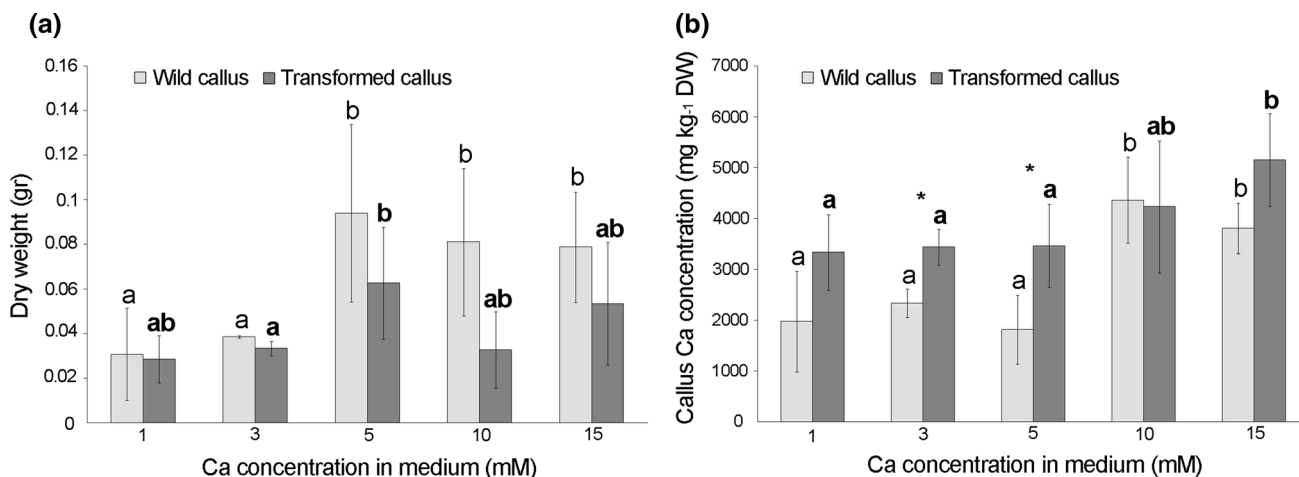 (a)
Wild callus
Transformed callus
Dry weight (gr)
0.16
0.14
0.12
0.1
0.08
0.06
0.04
0.02
0
a
ab
a
a
b
b
b
ab
b
ab
1
3
5
10
15
Ca concentration in medium (mM)
(b)
Wild callus
Transformed callus
Callus Ca concentration (mg kg-1 DW)
7000
6000
5000
4000
3000
2000
1000
0
a
a
*
a
a
*
a
a
b
ab
b
b
1
3
5
10
15
Ca concentration in medium (mM)